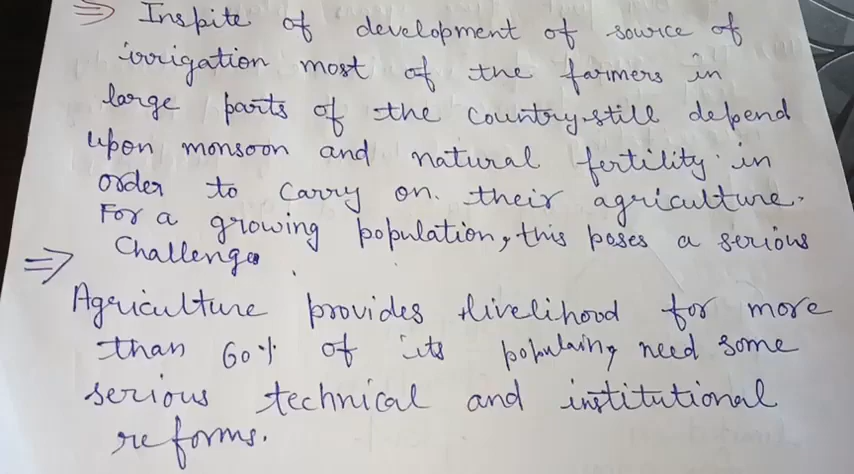 ⇒ Inspite of development of source of
irrigation most of the farmers in
large parts of the country still depend
upon monsoon and natural fertility in
order to carry on their agriculture.
For a growing population, this poses a serious
Challenge.
⇒
Agriculture provides livelihood for more
than 60% of its populain, need some
serious technical and institutional
reforms.